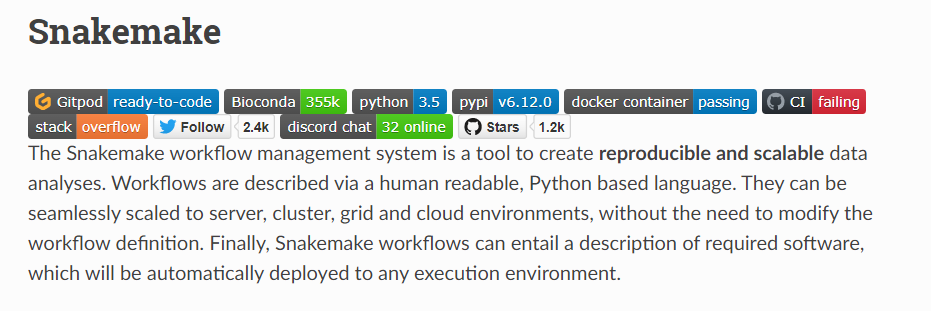 Snakemake
Gitpod ready-to-code Bioconda 355k python 3.5 pypi v6.12.0 docker container passing CI failing
stack overflow Follow 2.4k discord chat 32 online Stars 1.2k
The Snakemake workflow management system is a tool to create reproducible and scalable data
analyses. Workflows are described via a human readable, Python based language. They can be
seamlessly scaled to server, cluster, grid and cloud environments, without the need to modify the
workflow definition. Finally, Snakemake workflows can entail a description of required software,
which will be automatically deployed to any execution environment.